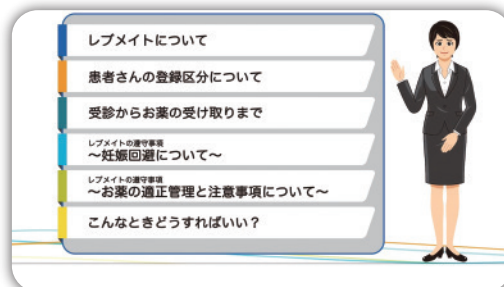 レブメイトについて
患者さんの登録区分について
受診からお薬の受け取りまで
レブメイトの遵守事項
～妊娠回避について～
レブメイトの遵守事項
～お薬の適正管理と注意事項について～
こんなときどうすればいい？